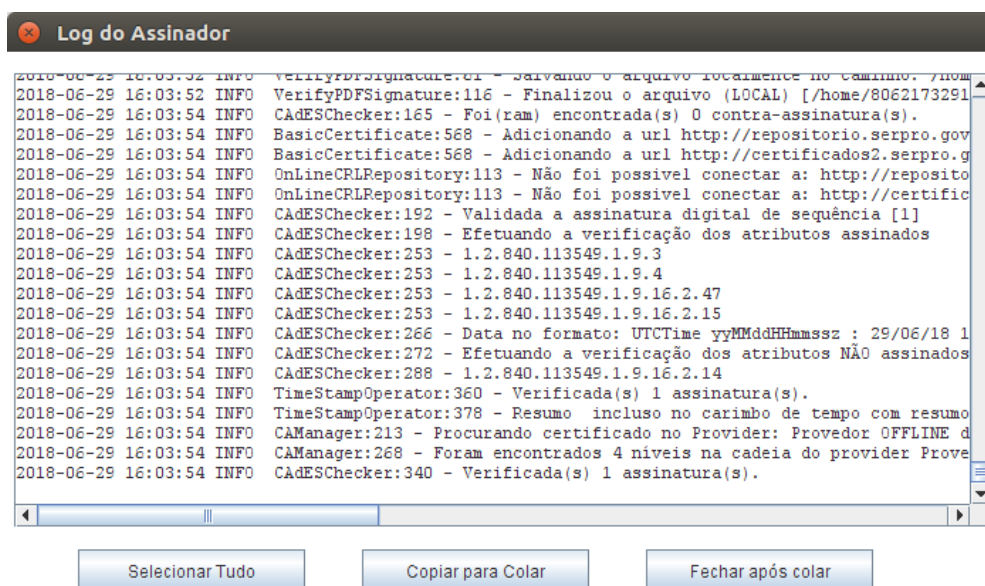 Log do Assinador
2018-06-29 16:03:52 INFO VerifyPDFSignature:81 - Salvando o arquivo localmente no caminho: /hom
2018-06-29 16:03:52 INFO VerifyPDFSignature:116 - Finalizou o arquivo (LOCAL) [/home/8062173291
2018-06-29 16:03:54 INFO CAdESChecker:165 - Foi(ram) encontrada(s) 0 contra-assinatura(s).
2018-06-29 16:03:54 INFO BasicCertificate:568 - Adicionando a url http://repositorio.serpro.gov
2018-06-29 16:03:54 INFO BasicCertificate:568 - Adicionando a url http://certificados2.serpro.g
2018-06-29 16:03:54 INFO OnLineCRLRepository:113 - Não foi possivel conectar a: http://reposito
2018-06-29 16:03:54 INFO OnLineCRLRepository:113 - Não foi possivel conectar a: http://certific
2018-06-29 16:03:54 INFO CAdESChecker:192 - Validada a assinatura digital de sequência [1]
2018-06-29 16:03:54 INFO CAdESChecker:198 - Efetuando a verificação dos atributos assinados
2018-06-29 16:03:54 INFO CAdESChecker:253 - 1.2.840.113549.1.9.3
2018-06-29 16:03:54 INFO CAdESChecker:253 - 1.2.840.113549.1.9.4
2018-06-29 16:03:54 INFO CAdESChecker:253 - 1.2.840.113549.1.9.16.2.47
2018-06-29 16:03:54 INFO CAdESChecker:253 - 1.2.840.113549.1.9.16.2.15
2018-06-29 16:03:54 INFO CAdESChecker:266 - Data no formato: UTCTime yyMMddHHmmssz : 29/06/18 1
2018-06-29 16:03:54 INFO CAdESChecker:272 - Efetuando a verificação dos atributos NÃO assinados
2018-06-29 16:03:54 INFO CAdESChecker:288 - 1.2.840.113549.1.9.16.2.14
2018-06-29 16:03:54 INFO TimeStampOperator:360 - Verificada(s) 1 assinatura(s).
2018-06-29 16:03:54 INFO TimeStampOperator:378 - Resumo incluso no carimbo de tempo com resumo
2018-06-29 16:03:54 INFO CAManager:213 - Procurando certificado no Provider: Provedor OFFLINE d
2018-06-29 16:03:54 INFO CAManager:268 - Foram encontrados 4 níveis na cadeia do provider Prove
2018-06-29 16:03:54 INFO CAdESChecker:340 - Verificada(s) 1 assinatura(s).
Selecionar Tudo
Copiar para Colar
Fechar após colar